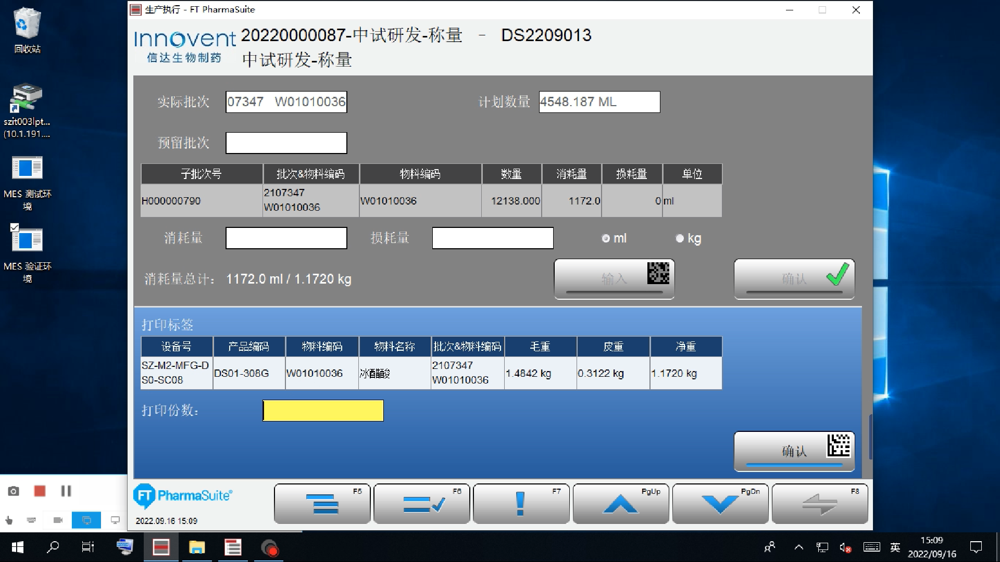 生产执行 - FT PharmaSuite
Innovent
信达生物制药
20220000087-中试研发-称量 - DS2209013
中试研发-称量
实际批次 07347 W01010036 计划数量 4548.187 ML
预留批次
子批次号 批次&物料编码 物料编码 数量 消耗量 损耗量 单位
H000000790 2107347 W01010036 W01010036 12138.000 1172.0 0 ml
消耗量 损耗量 ml kg
消耗量总计： 1172.0 ml / 1.1720 kg 输入 确认
打印标签
设备号 产品编码 物料编码 物料名称 批次&物料编码 毛重 皮重 净重
SZ-M2-MFG-D
S0-SC08 DS01-308G W01010036 冰醋酸 2107347 W01010036 1.4842 kg 0.3122 kg 1.1720 kg
打印份数：
确认
FT PharmaSuite®
2022.09.16 15:09
F5 F6 F7 PgUp PgDn F8
回收站
szit003lpt...
(10.1.191....
MES 测试环
境
MES 验证环
境
英
15:09
2022/09/16